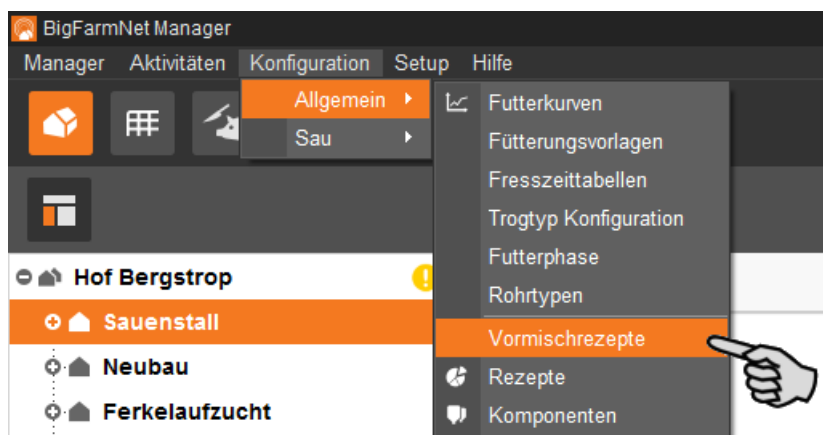 BigFarmNet Manager
Manager Aktivitäten Konfiguration Setup Hilfe
Allgemein
Sau
Futterkurven
Fütterungsvorlagen
Fresszeittabellen
Trogtyp Konfiguration
Futterphase
Rohrtypen
Vormischrezepte
Rezepte
Komponenten
Hof Bergstrop
Sauenstall
Neubau
Ferkelaufzucht